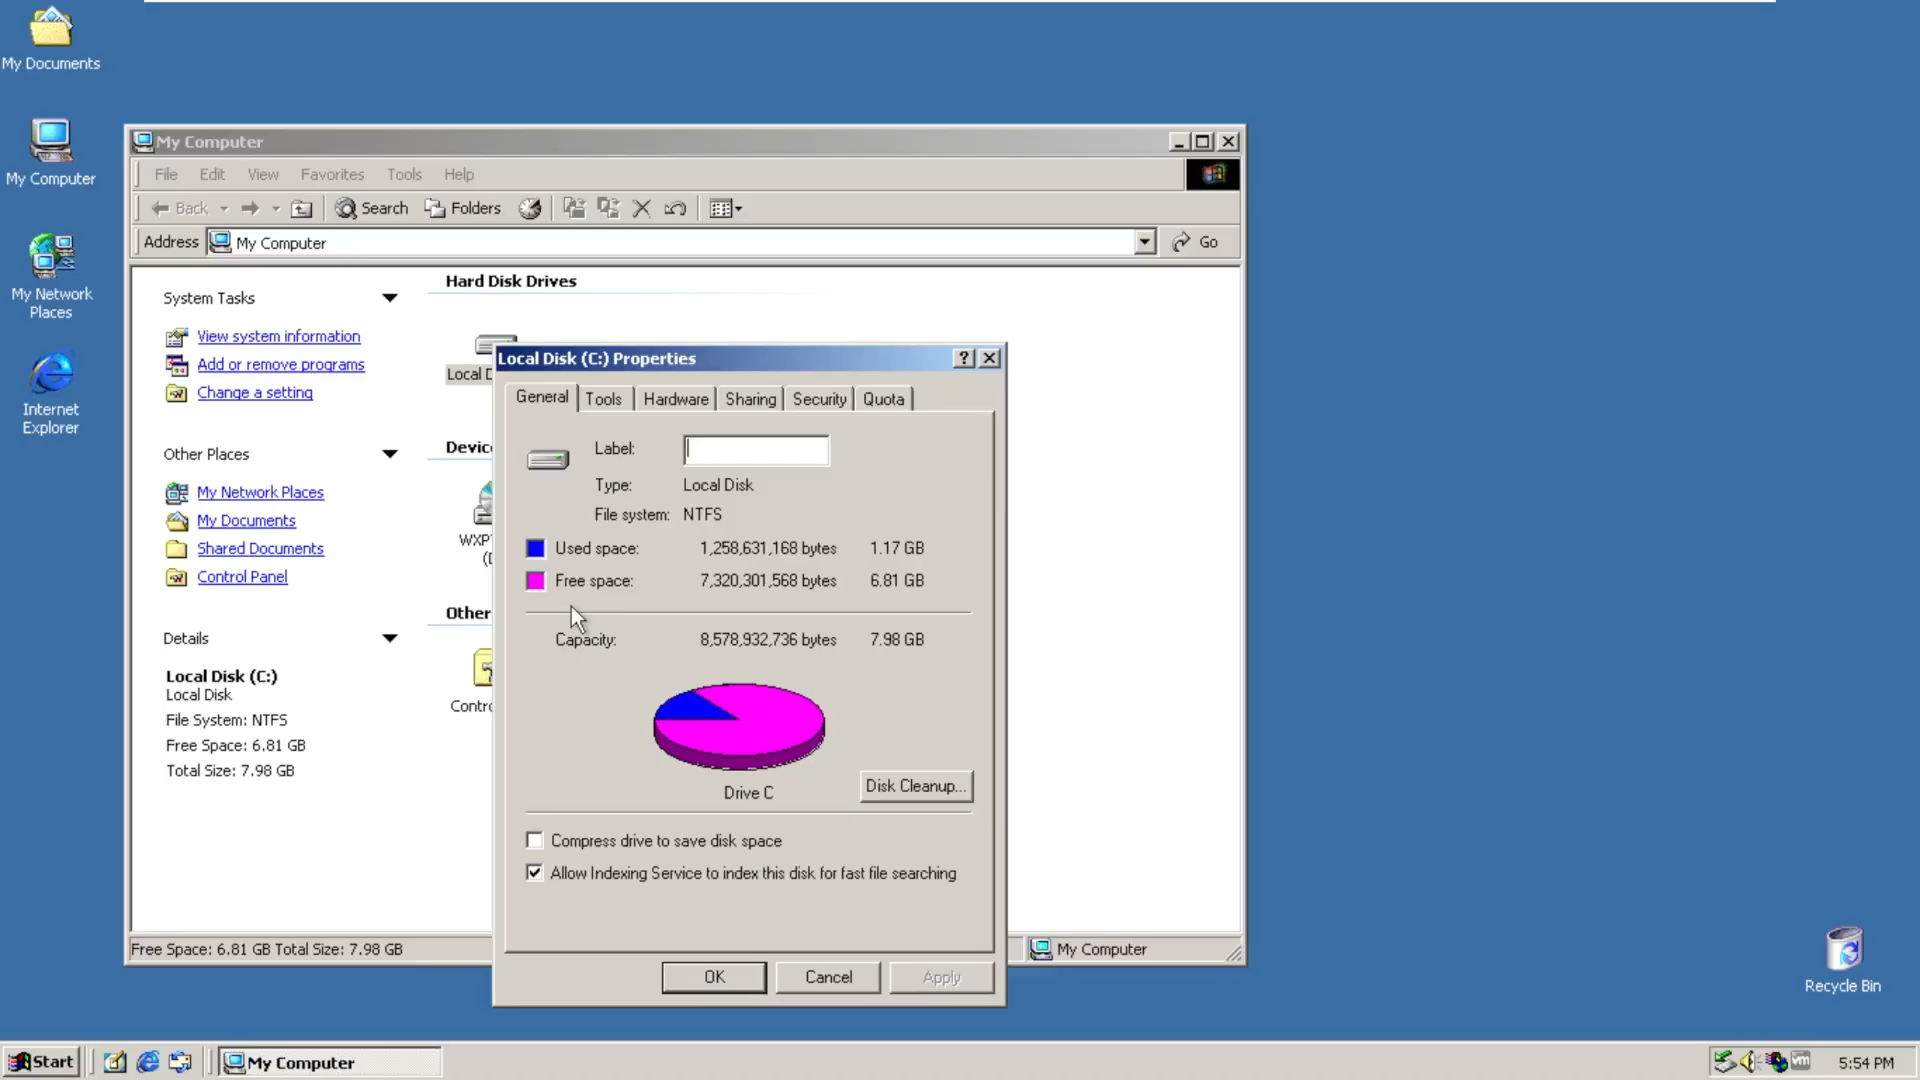 My Documents
My Computer
My Network
Places
Internet
Explorer
Recycle Bin
My Computer
File Edit View Favorites Tools Help
Back Search Folders
Address My Computer Go
System Tasks
View system information
Add or remove programs
Change a setting
Other Places
My Network Places
My Documents
Shared Documents
Control Panel
Details
Local Disk (C:)
Local Disk
File System: NTFS
Free Space: 6.81 GB
Total Size: 7.98 GB
Hard Disk Drives
Local
Other
Free Space: 6.81 GB Total Size: 7.98 GB
My Computer
Local Disk (C:) Properties
General Tools Hardware Sharing Security Quota
Label:
Type: Local Disk
File system: NTFS
Used space: 1,258,631,168 bytes 1.17 GB
Free space: 7,320,301,568 bytes 6.81 GB
Capacity: 8,578,932,736 bytes 7.98 GB
Drive C
Disk Cleanup...
Compress drive to save disk space
Allow Indexing Service to index this disk for fast file searching
OK Cancel Apply
Start My Computer 5:54 PM